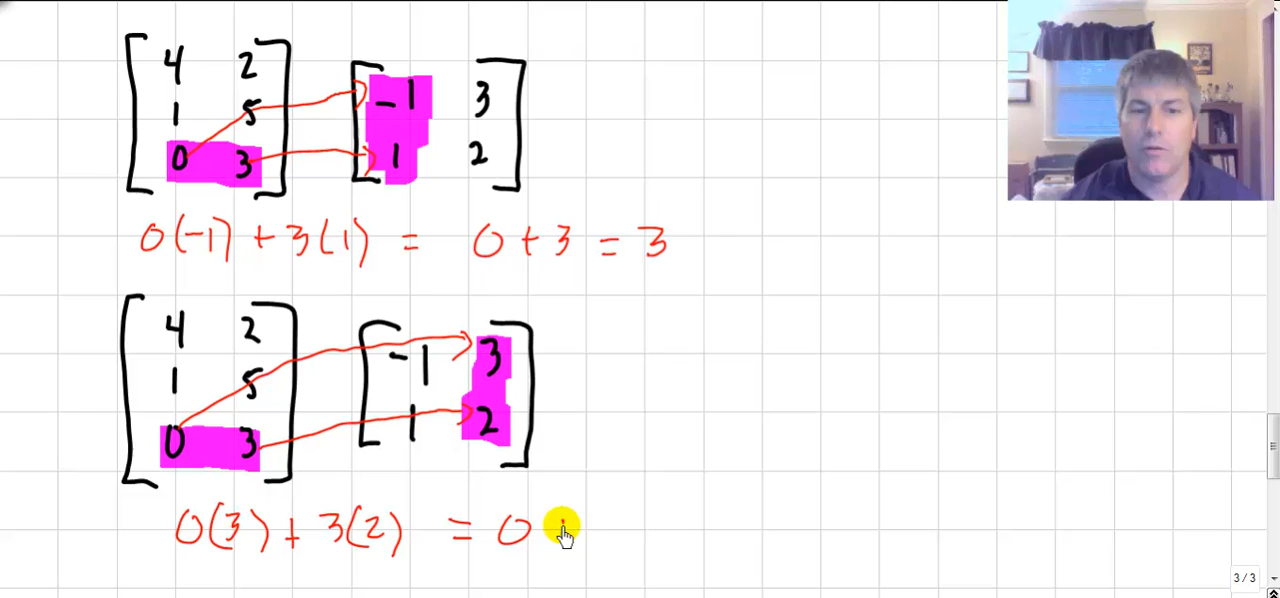 4 2
1 5 -1 3
0 3 1 2
0(-1) + 3(1) = 0 + 3 = 3
4 2
1 5 -1 3
0 3 1 2
0(3) + 3(2) = 0
3 / 3